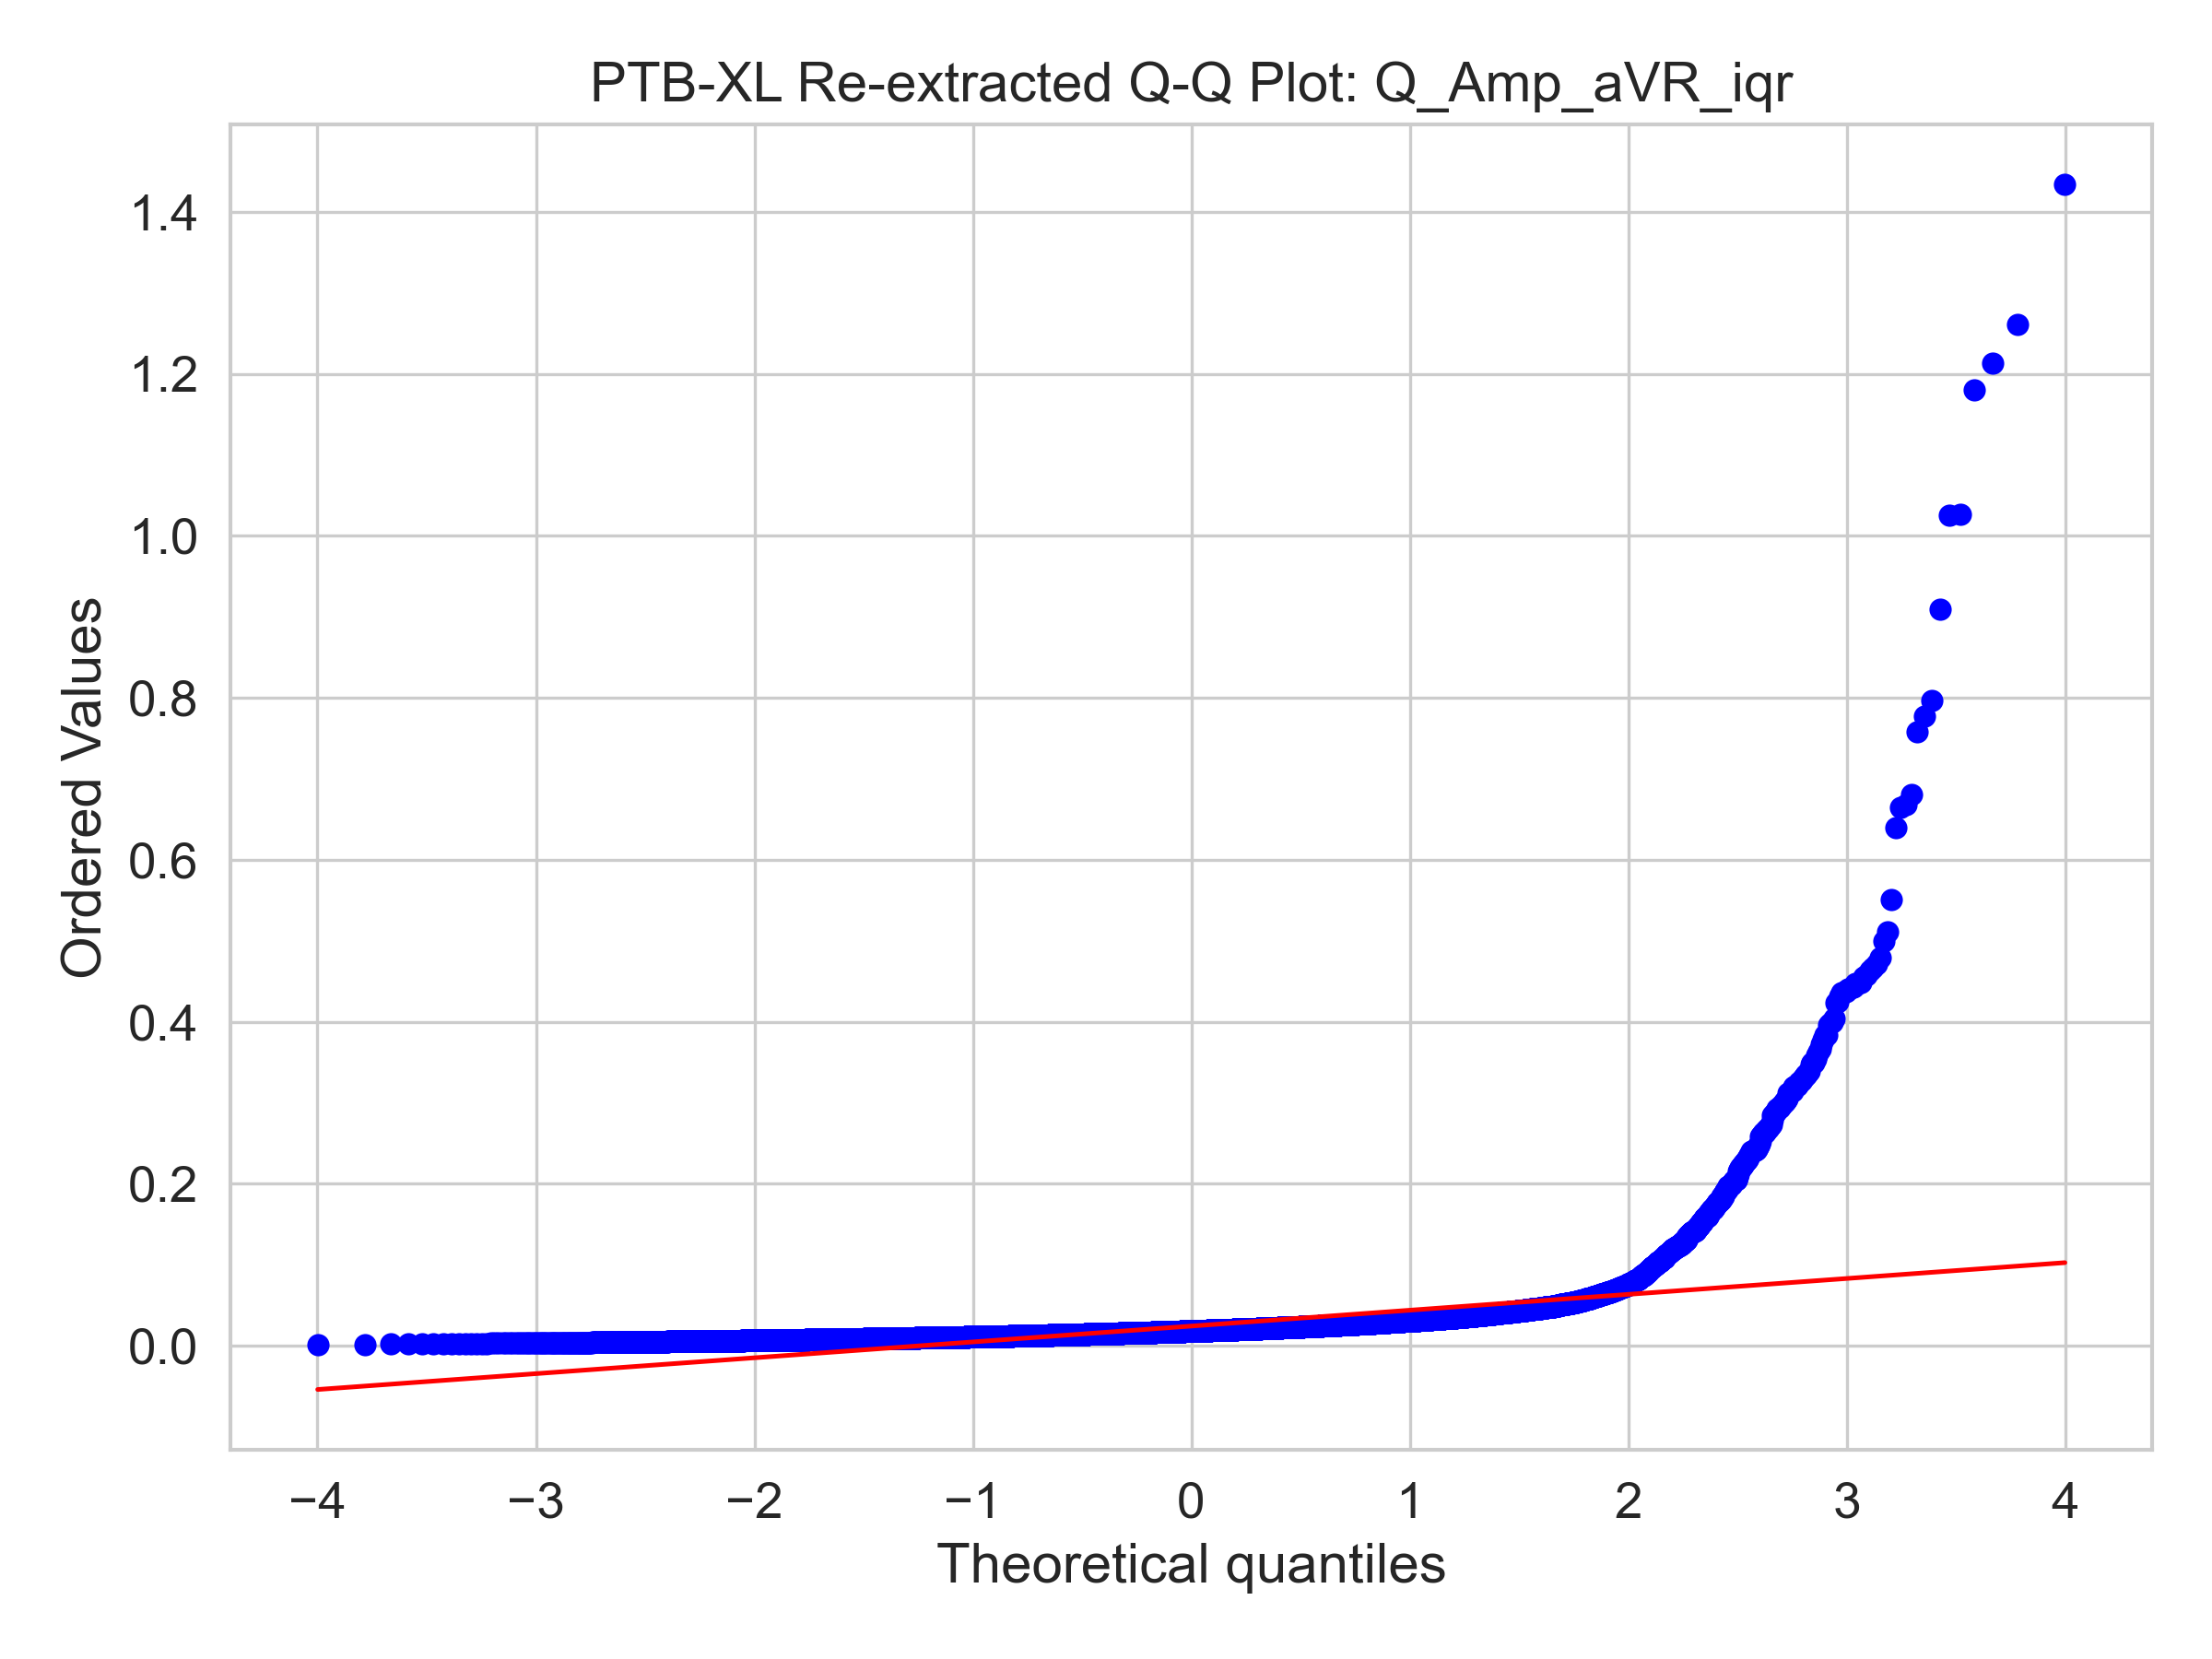 PTB-XL Re-extracted Q-Q Plot: Q_Amp_aVR_iqr
1.4
1.2
1.0
0.8
0.6
0.4
0.2
0.0
Ordered Values
−4 −3 −2 −1 0 1 2 3 4
Theoretical quantiles